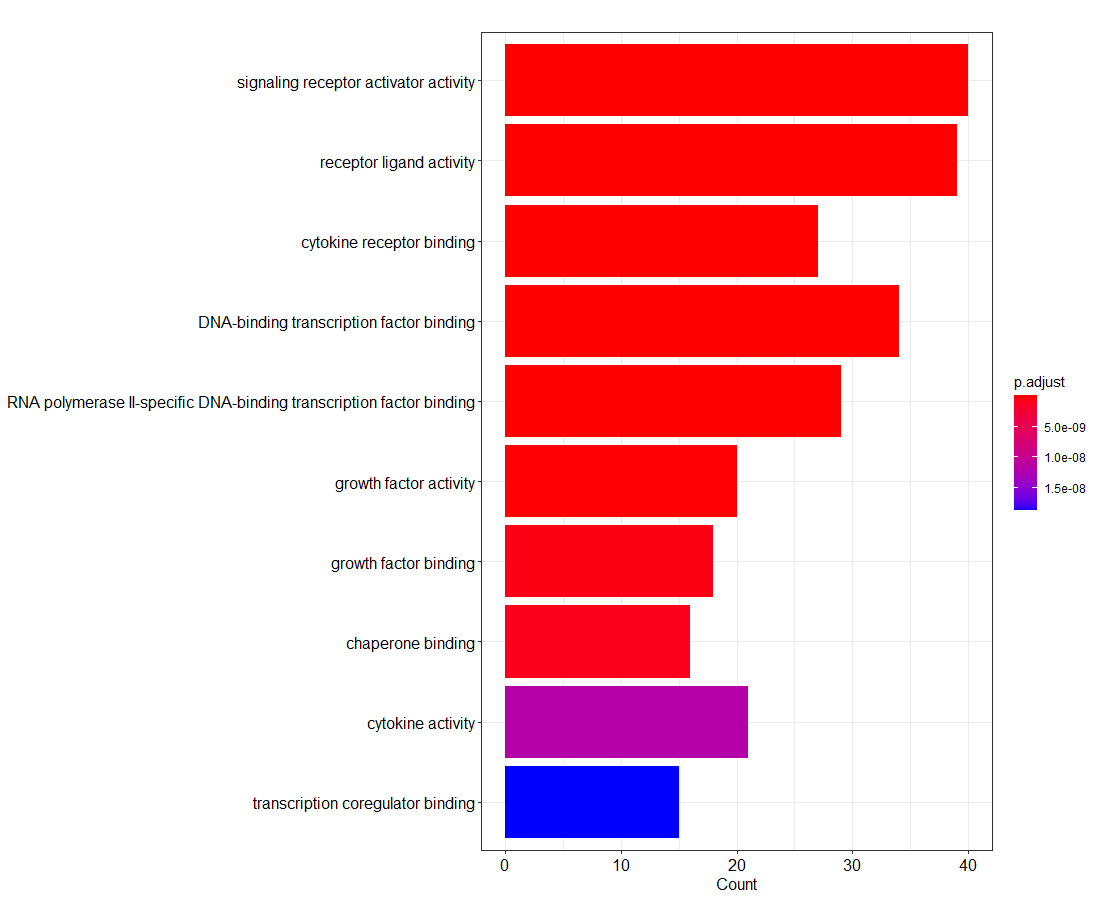 signaling receptor activator activity
receptor ligand activity
cytokine receptor binding
DNA-binding transcription factor binding
RNA polymerase II-specific DNA-binding transcription factor binding
growth factor activity
growth factor binding
chaperone binding
cytokine activity
transcription coregulator binding
0 10 20 30 40
Count
p.adjust
5.0e-09
1.0e-08
1.5e-08